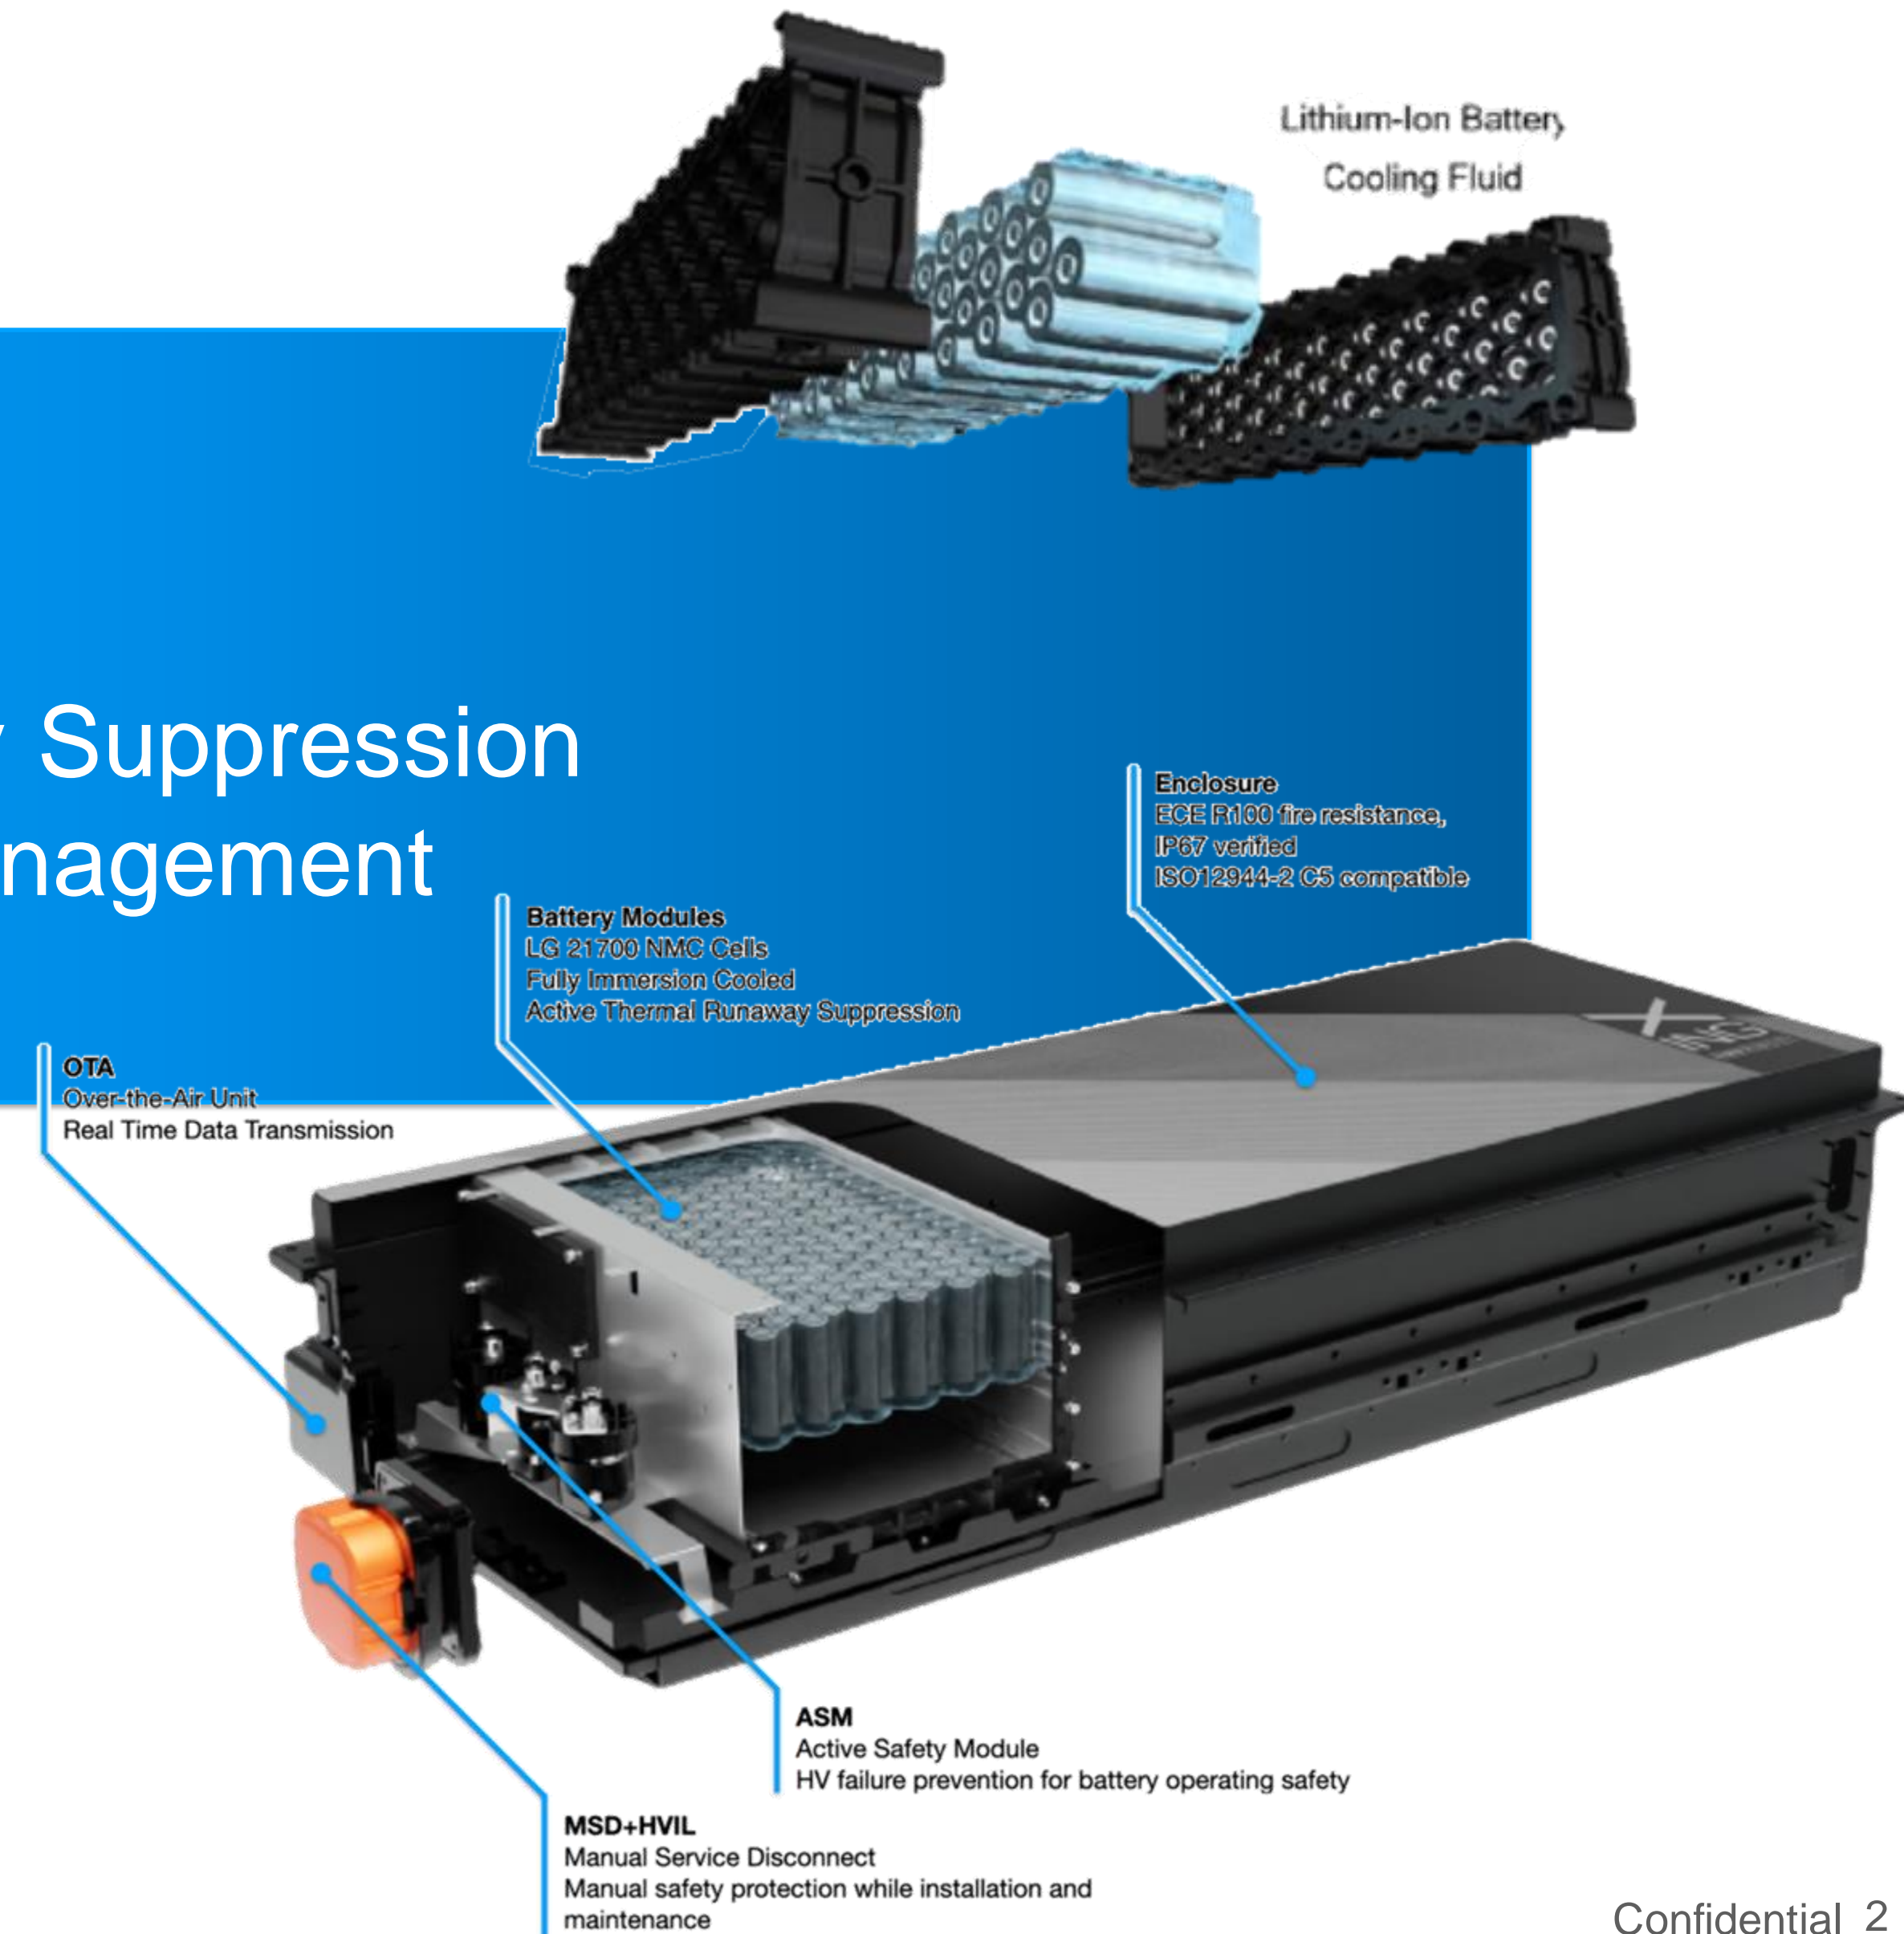 Lithium-Ion Battery
Cooling Fluid
y Suppression
nagement
Enclosure
ECE R100 fire resistance,
IP67 verified
ISO12944-2 C5 compatible
Battery Modules
LG 21700 NMC Cells
Fully Immersion Cooled
Active Thermal Runaway Suppression
OTA
Over-the-Air Unit
Real Time Data Transmission
XING
ASM
Active Safety Module
HV failure prevention for battery operating safety
MSD+HVIL
Manual Service Disconnect
Manual safety protection while installation and
maintenance
Confidential 2